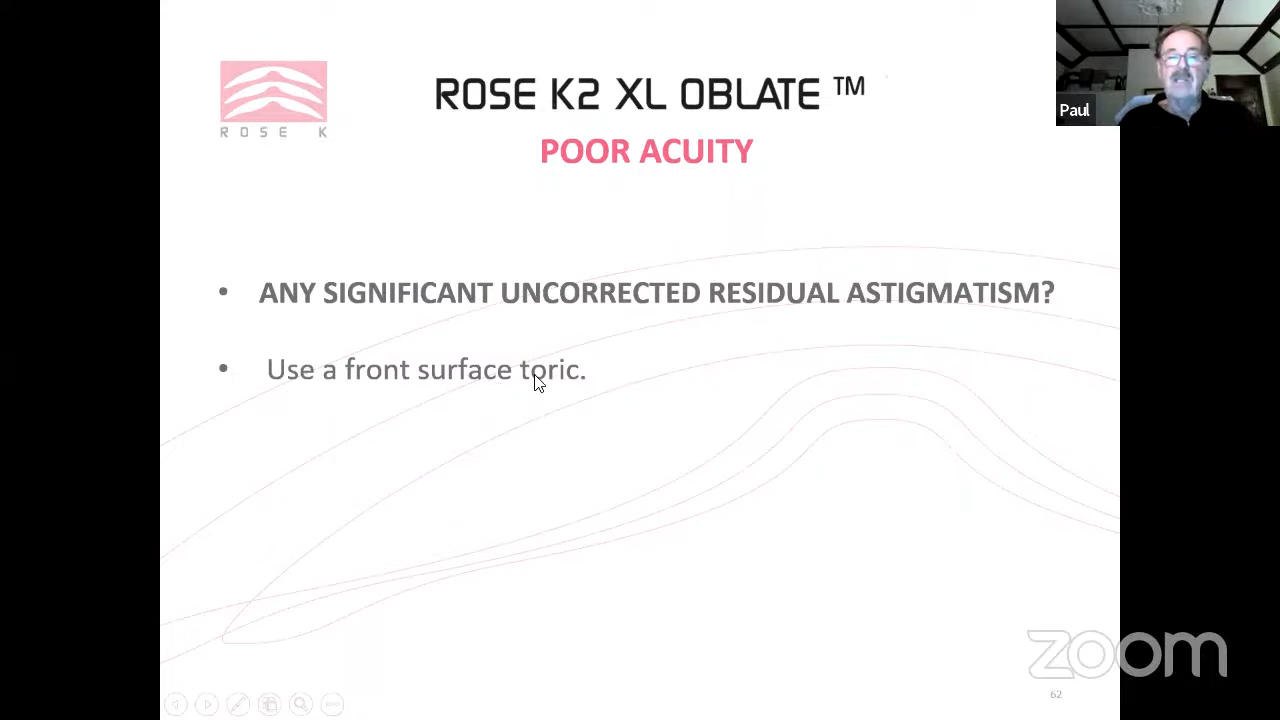 ROSE K
ROSE K2 XL OBLATE ™
POOR ACUITY
Paul
• ANY SIGNIFICANT UNCORRECTED RESIDUAL ASTIGMATISM?
• Use a front surface toric.
zoom
62